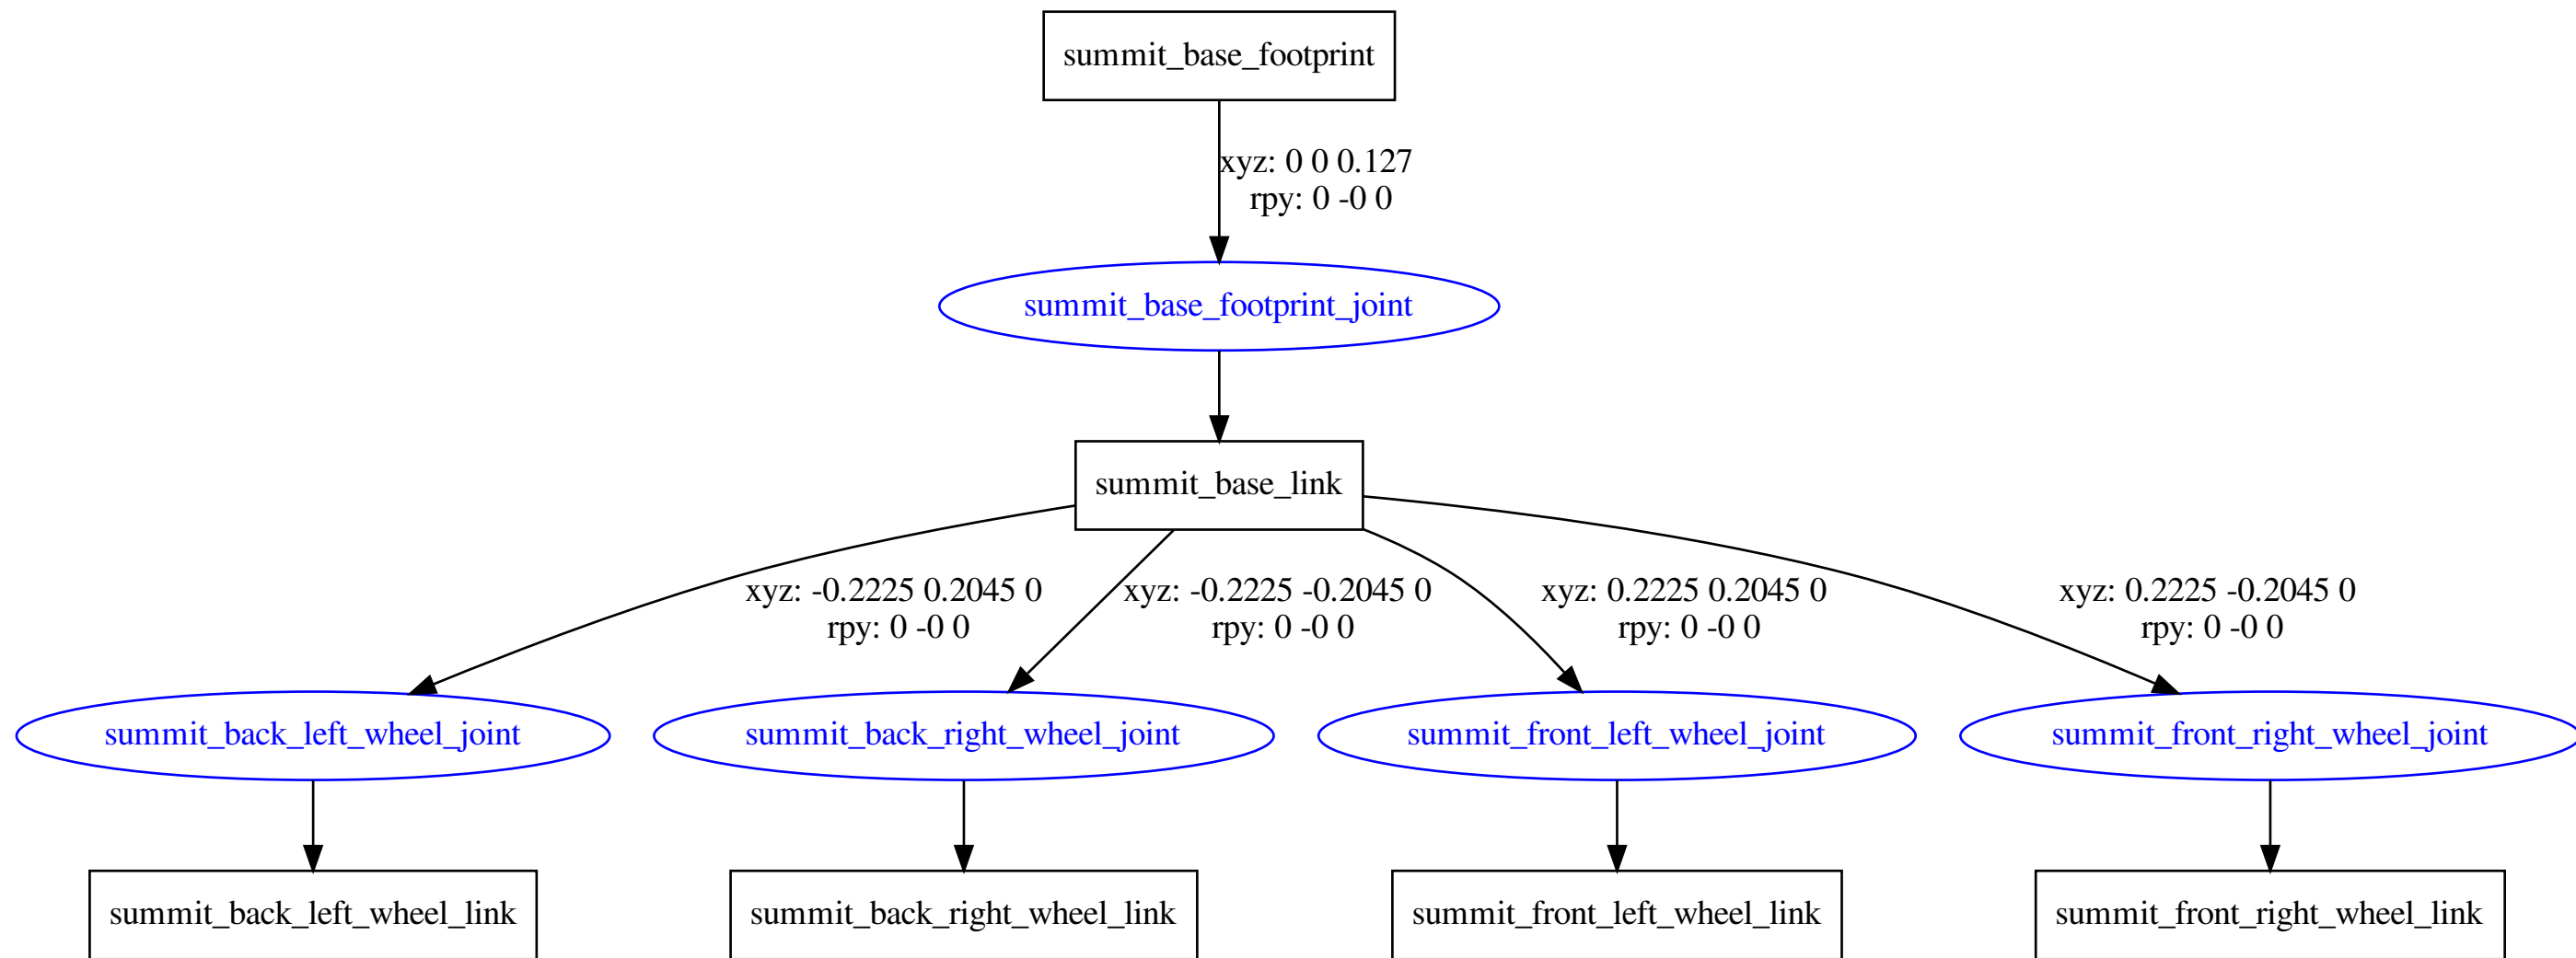 summit_base_footprint
xyz: 0 0 0.127
rpy: 0 -0 0
summit_base_footprint_joint
summit_base_link
xyz: -0.2225 0.2045 0
rpy: 0 -0 0
xyz: -0.2225 -0.2045 0
rpy: 0 -0 0
xyz: 0.2225 0.2045 0
rpy: 0 -0 0
xyz: 0.2225 -0.2045 0
rpy: 0 -0 0
summit_back_left_wheel_joint
summit_back_right_wheel_joint
summit_front_left_wheel_joint
summit_front_right_wheel_joint
summit_back_left_wheel_link
summit_back_right_wheel_link
summit_front_left_wheel_link
summit_front_right_wheel_link